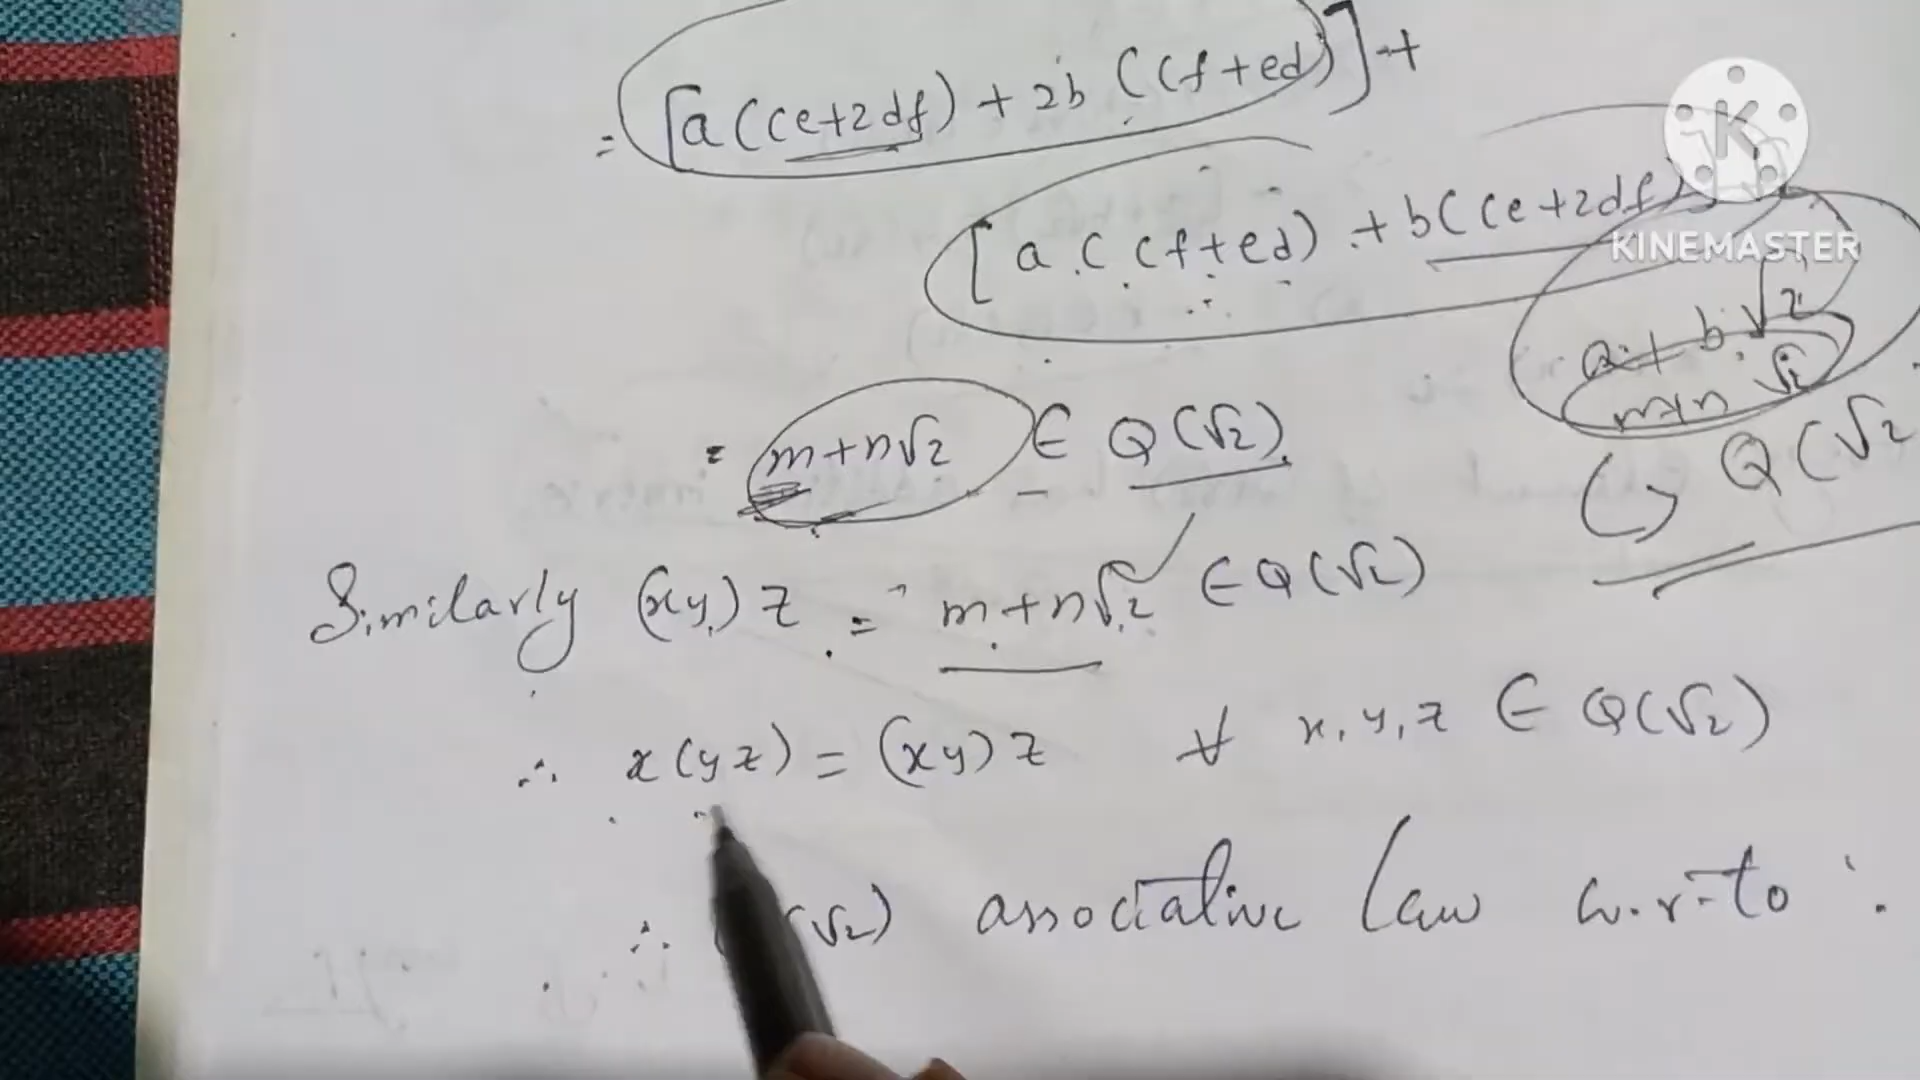 = [a(ce+2df) + 2b (cf+ed)] +
[a (cf+ed) + b(ce+2df)
K
KINEMASTER
a + b √2
m+n √2
= m+n√2 ∈ Q(√2)
↪ Q(√2
Similarly (xy) z = m+n√2 ∈ Q(√2)
∴ x(yz) = (xy) z ∀ x, y, z ∈ Q(√2)
∴ (√2) associative law w.r.to ·